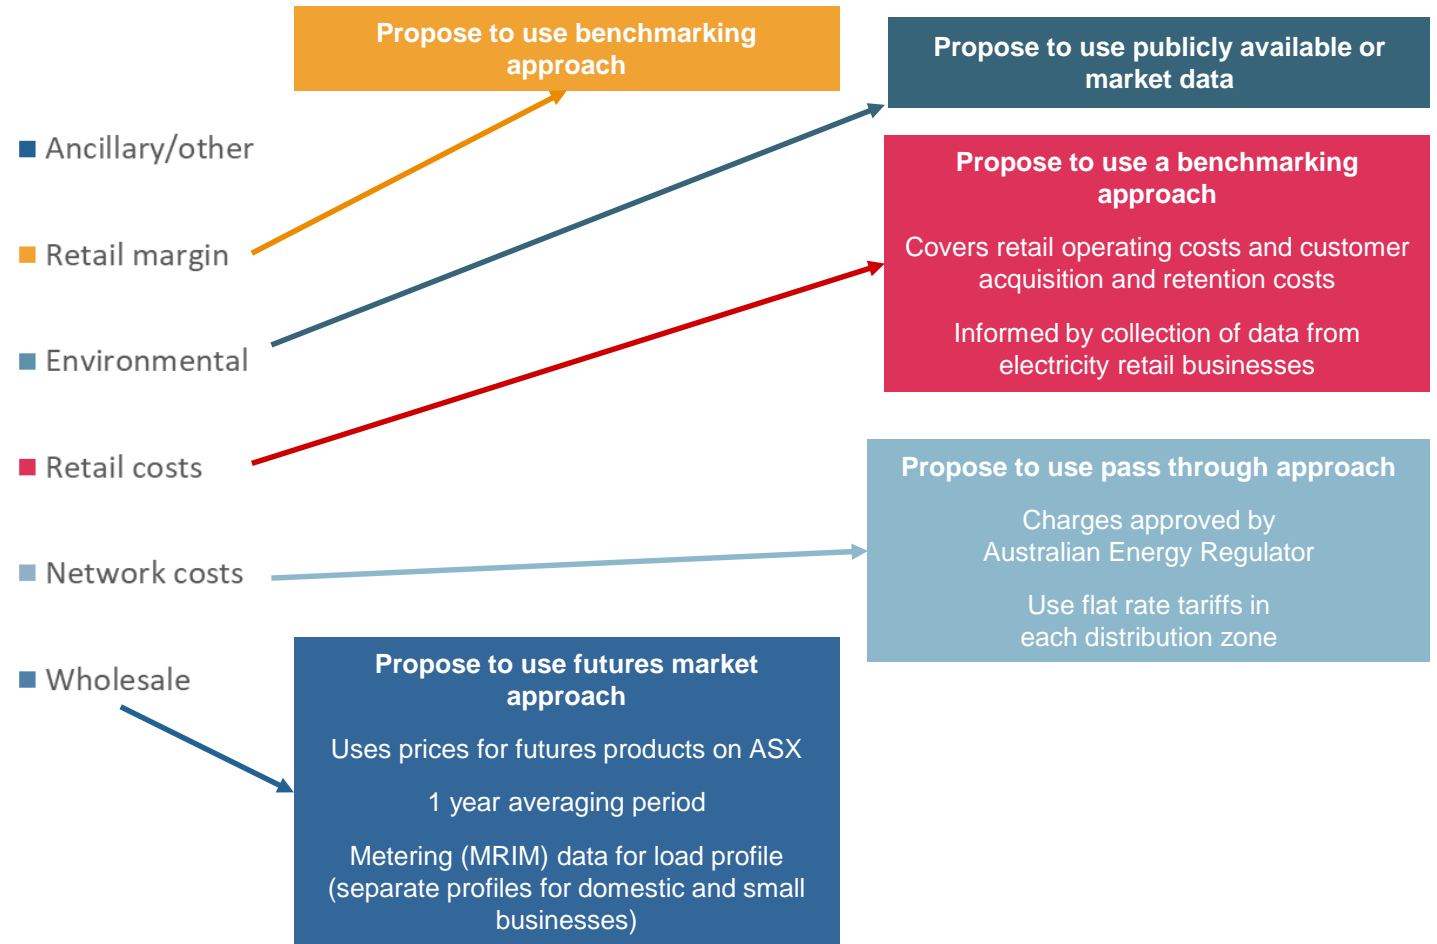 Propose to use benchmarking
approach
Propose to use publicly available or
market data
Ancillary/other
Retail margin
Environmental
Retail costs
Network costs
Wholesale
Propose to use a benchmarking
approach
Covers retail operating costs and customer
acquisition and retention costs
Informed by collection of data from
electricity retail businesses
Propose to use pass through approach
Charges approved by
Australian Energy Regulator
Use flat rate tariffs in
each distribution zone
Propose to use futures market
approach
Uses prices for futures products on ASX
1 year averaging period
Metering (MRIM) data for load profile
(separate profiles for domestic and small
businesses)